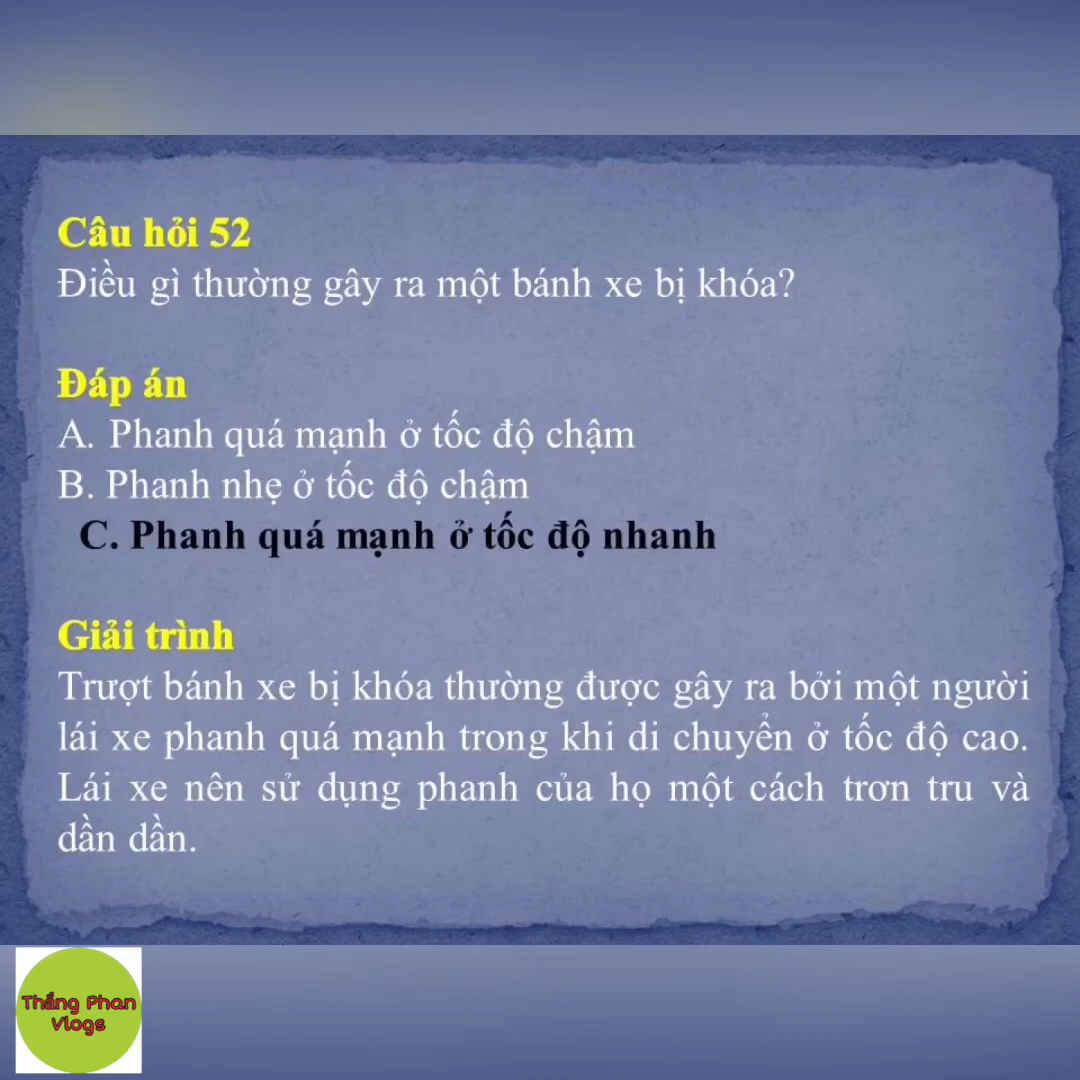 Câu hỏi 52
Điều gì thường gây ra một bánh xe bị khóa?
Đáp án
A. Phanh quá mạnh ở tốc độ chậm
B. Phanh nhẹ ở tốc độ chậm
C. Phanh quá mạnh ở tốc độ nhanh
Giải trình
Trượt bánh xe bị khóa thường được gây ra bởi một người
lái xe phanh quá mạnh trong khi di chuyển ở tốc độ cao.
Lái xe nên sử dụng phanh của họ một cách trơn tru và
dần dần.
Thắng Phan
Vlogs